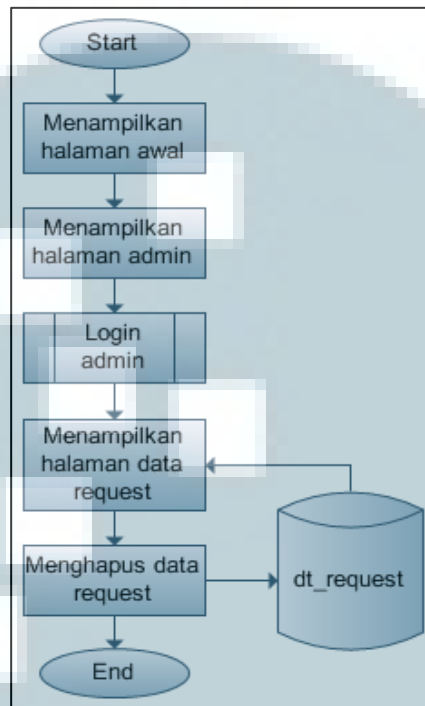 Start
Menampilkan
halaman awal
Menampilkan
halaman admin
Login
admin
Menampilkan
halaman data
request
Menghapus data
request
dt_request
End